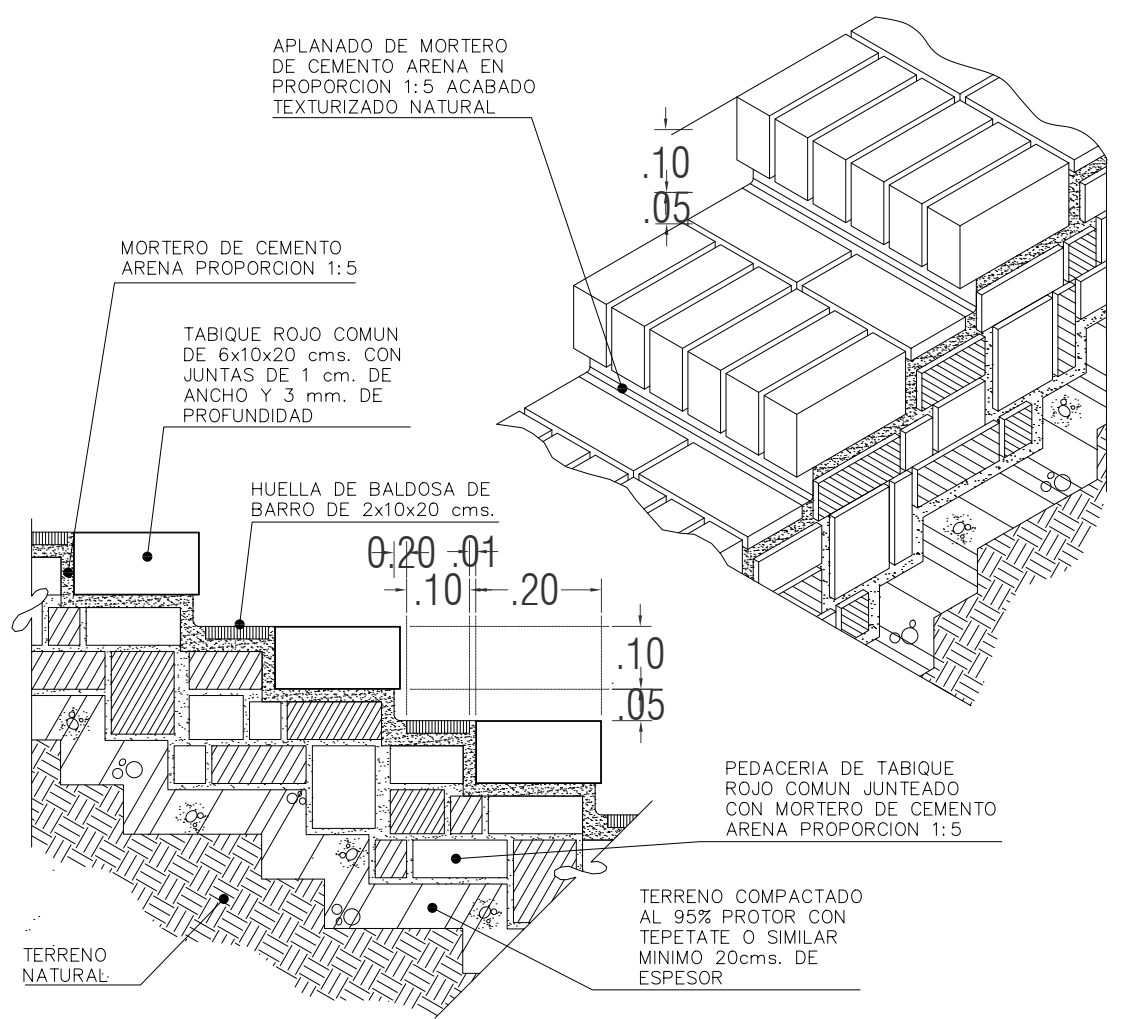 APLANADO DE MORTERO
DE CEMENTO ARENA EN
PROPORCION 1:5 ACABADO
TEXTURIZADO NATURAL
.10
.05
MORTERO DE CEMENTO
ARENA PROPORCION 1:5
TABIQUE ROJO COMUN
DE 6x10x20 cms. CON
JUNTAS DE 1 cm. DE
ANCHO Y 3 mm. DE
PROFUNDIDAD
HUELLA DE BALDOSA DE
BARRO DE 2x10x20 cms.
0.20 .01
.10 .20
.10
.05
PEDACERIA DE TABIQUE
ROJO COMUN JUNTEADO
CON MORTERO DE CEMENTO
ARENA PROPORCION 1:5
TERRENO COMPACTADO
AL 95% PROTOR CON
TEPETATE O SIMILAR
MINIMO 20cms. DE
ESPESOR
TERRENO
NATURAL